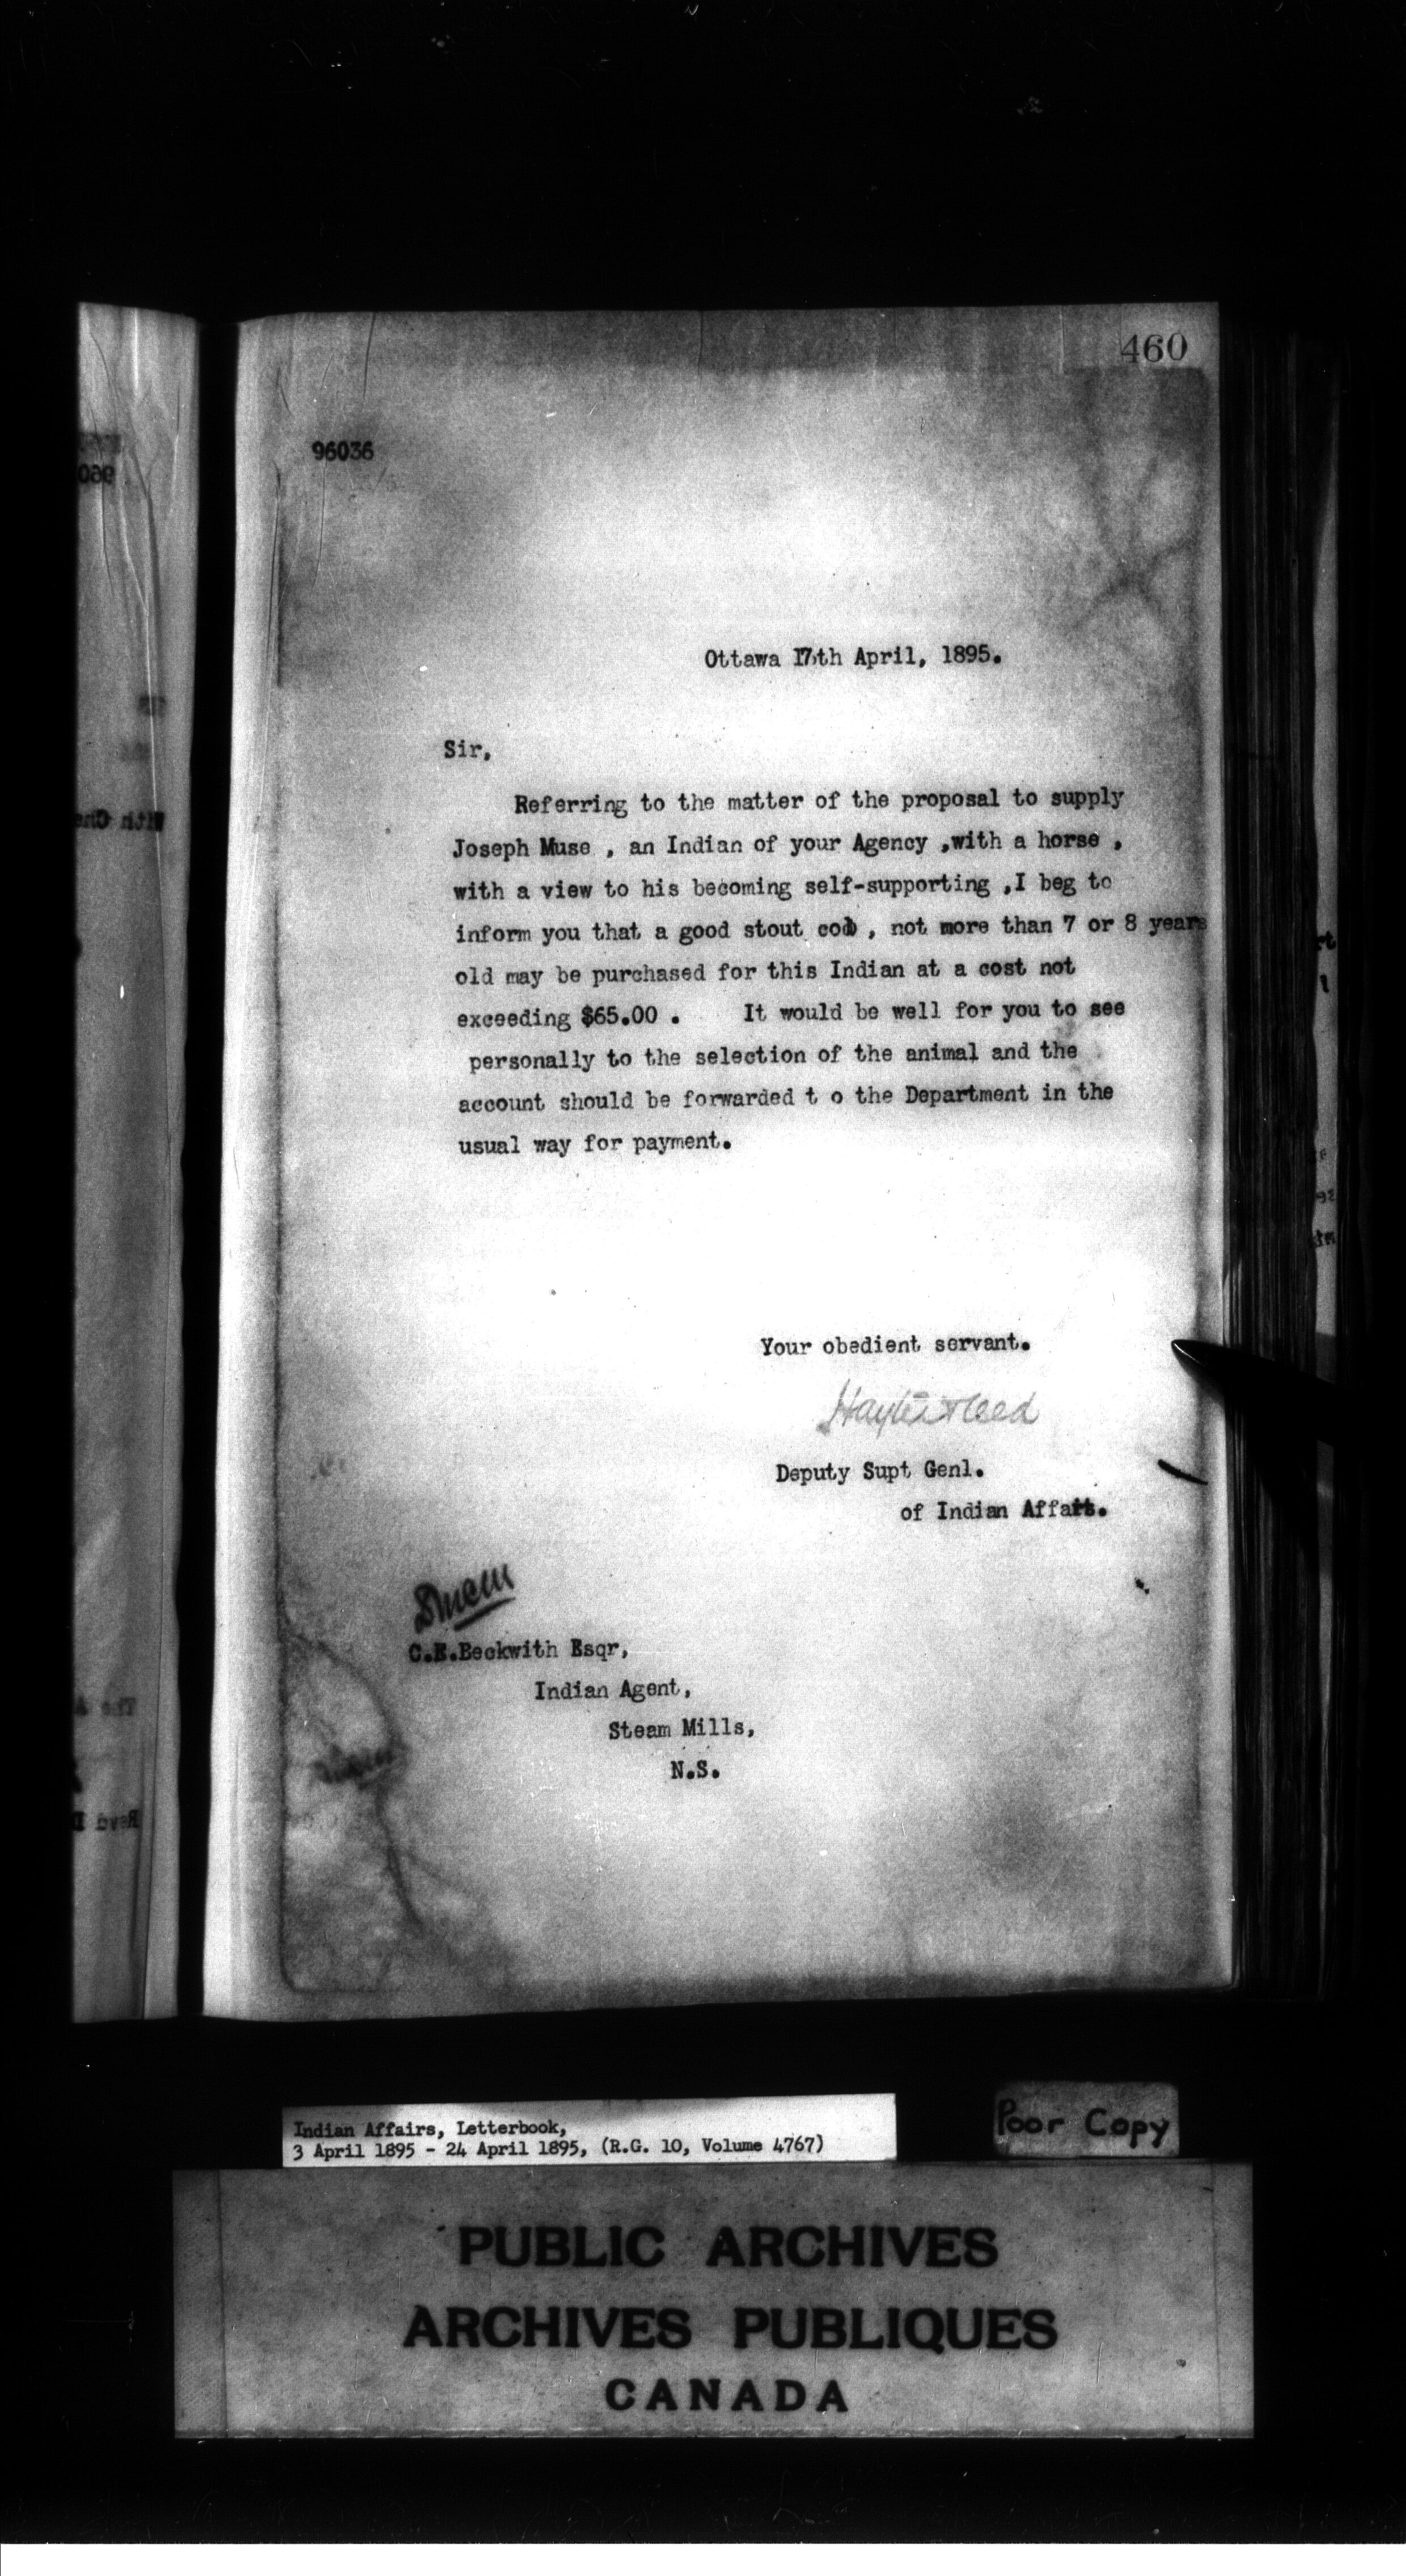 460
96036
Ottawa 17th April, 1895.
Sir,
Referring to the matter of the proposal to supply
Joseph Muse , an Indian of your Agency ,with a horse ,
with a view to his becoming self-supporting ,I beg to
inform you that a good stout cob , not more than 7 or 8 years
old may be purchased for this Indian at a cost not
exceeding $65.00 . It would be well for you to see
personally to the selection of the animal and the
account should be forwarded t o the Department in the
usual way for payment.
Your obedient servant.
Hayter Reed
Deputy Supt Genl.
of Indian Affairs.
C.E.Beckwith Esqr,
Indian Agent,
Steam Mills,
N.S.
Indian Affairs, Letterbook,
3 April 1895 - 24 April 1895, (R.G. 10, Volume 4767)
Poor Copy
PUBLIC ARCHIVES
ARCHIVES PUBLIQUES
CANADA